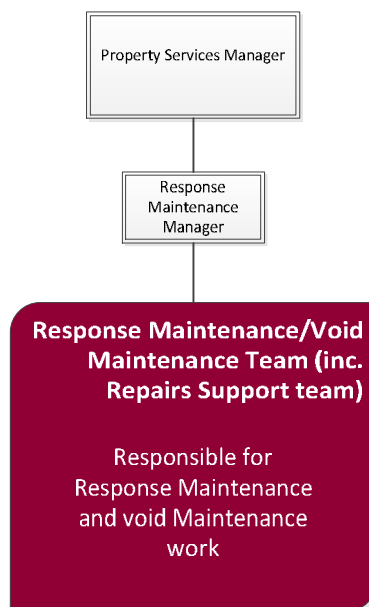 Property Services Manager
Response
Maintenance
Manager
Response Maintenance/Void
Maintenance Team (inc.
Repairs Support team)
Responsible for
Response Maintenance
and void Maintenance
work